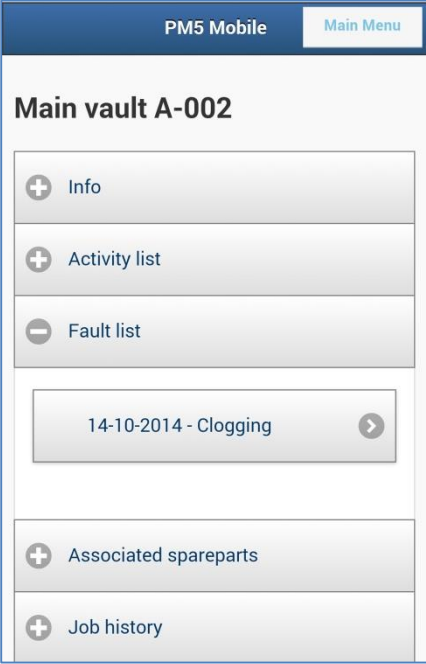 PM5 Mobile
Main Menu
Main vault A-002
Info
Activity list
Fault list
14-10-2014 - Clogging
Associated spareparts
Job history